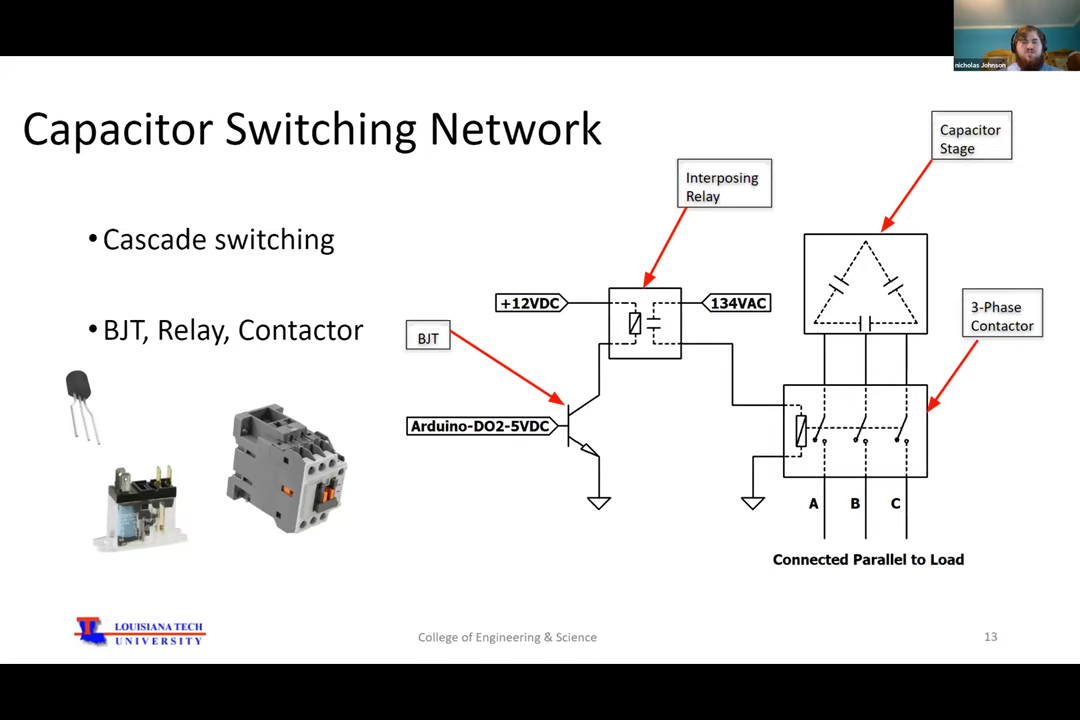 nicholas Johnson
Capacitor Switching Network
• Cascade switching
• BJT, Relay, Contactor
Capacitor
Stage
Interposing
Relay
+12VDC
134VAC
3-Phase
Contactor
BJT
Arduino-DO2-5VDC
A
B
C
Connected Parallel to Load
LOUISIANA TECH
UNIVERSITY
College of Engineering & Science
13